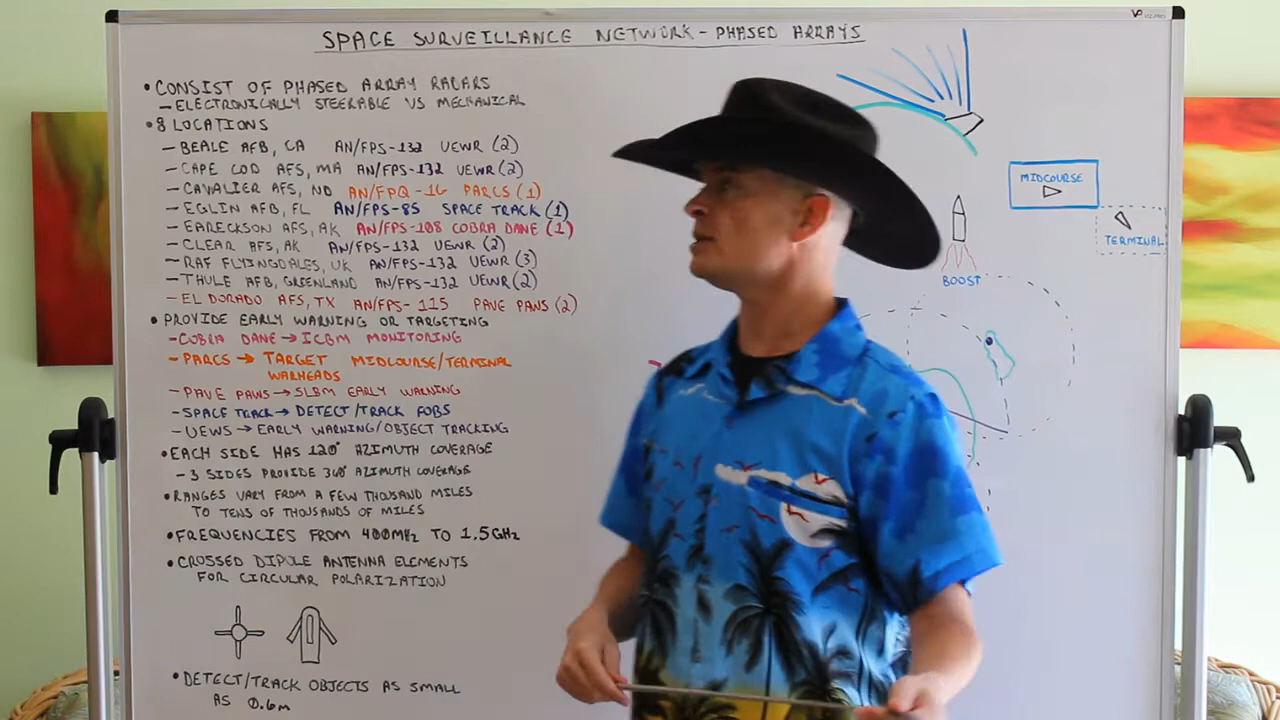 SPACE SURVEILLANCE NETWORK - PHASED ARRAYS
• CONSIST OF PHASED ARRAY RADARS
- ELECTRONICALLY STEERABLE VS MECHANICAL
• 8 LOCATIONS
- BEALE AFB, CA AN/FPS-132 UEWR (2)
- CAPE COD AFS, MA AN/FPS-132 UEWR (2)
- CAVALIER AFS, ND AN/FPQ-16 PARCS (1)
- EGLIN AFB, FL AN/FPS-85 SPACE TRACK (1)
- EARECKSON AFS, AK AN/FPS-108 COBRA DANE (1)
- CLEAR AFS, AK AN/FPS-132 UEWR (2)
- RAF FLYINGDALES, UK AN/FPS-132 UEWR (3)
- THULE AFB, GREENLAND AN/FPS-132 UEWR (2)
- EL DORADO AFS, TX AN/FPS-115 PAVE PAWS (2)
• PROVIDE EARLY WARNING OR TARGETING
- COBRA DANE → ICBM MONITORING
- PARCS → TARGET MIDCOURSE/TERMINAL
WARHEADS
- PAVE PAWS → SLBM EARLY WARNING
- SPACE TRACK → DETECT/TRACK FOBS
- UEWS → EARLY WARNING/OBJECT TRACKING
• EACH SIDE HAS 120° AZIMUTH COVERAGE
- 3 SIDES PROVIDE 360° AZIMUTH COVERAGE
• RANGES VARY FROM A FEW THOUSAND MILES
TO TENS OF THOUSANDS OF MILES
• FREQUENCIES FROM 400MHz TO 1.5GHz
• CROSSED DIPOLE ANTENNA ELEMENTS
FOR CIRCULAR POLARIZATION
• DETECT/TRACK OBJECTS AS SMALL
AS 0.6m
MIDCOURSE
TERMINAL
BOOST